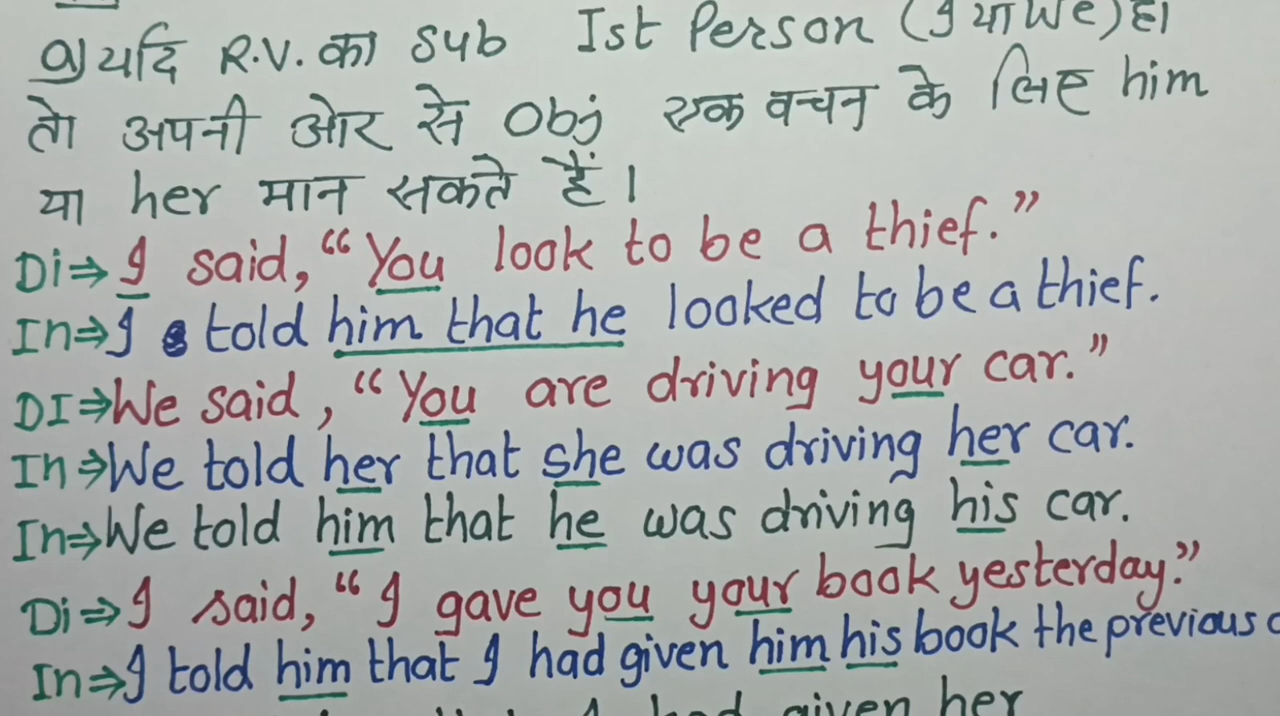 a) यदि R.V. का Sub Ist Person (I या We) हो
तो अपनी ओर से Obj एक वचन के लिए him
या her मान सकते हैं।
Di⇒ I said, “You look to be a thief.”
In⇒ I told him that he looked to be a thief.
DI⇒ We said, “You are driving your car.”
In⇒ We told her that she was driving her car.
In⇒ We told him that he was driving his car.
Di⇒ I said, “I gave you your book yesterday.”
In⇒ I told him that I had given him his book the previous
had given her